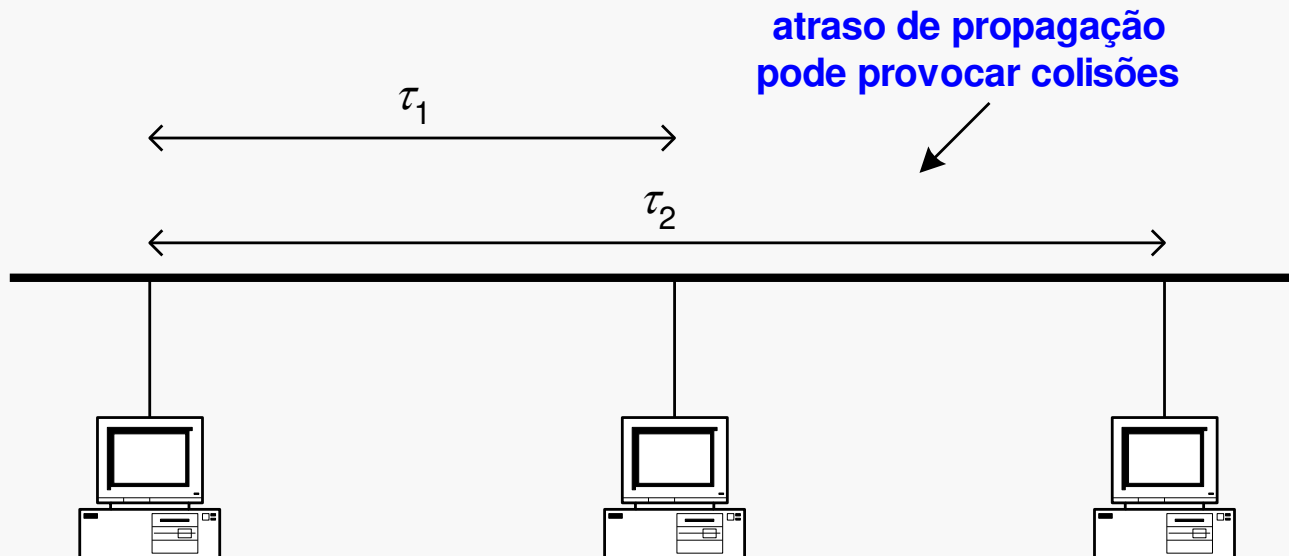 atraso de propagação
pode provocar colisões
τ₁
τ₂